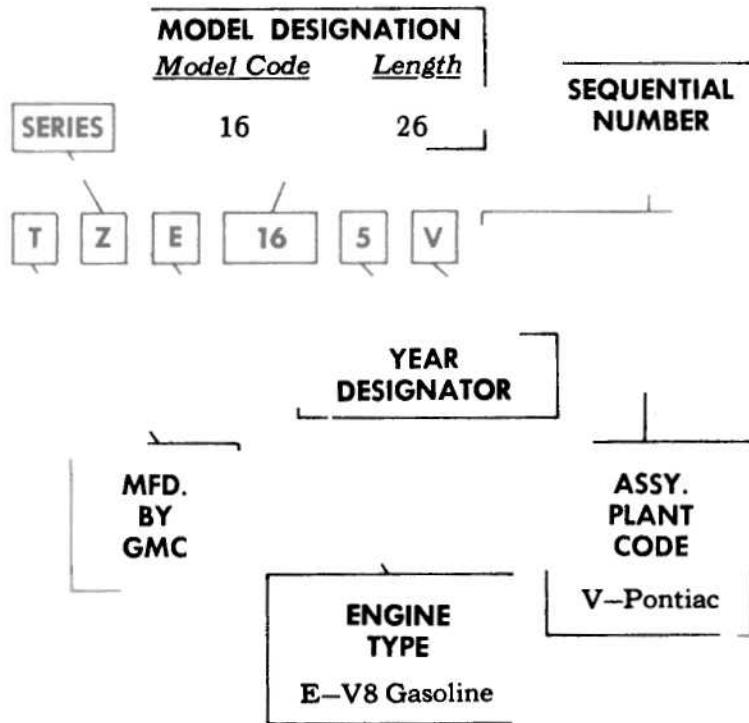 MODEL DESIGNATION
Model Code Length
16 26
SEQUENTIAL
NUMBER
SERIES
T Z E 16 5 V
YEAR
DESIGNATOR
MFD.
BY
GMC
ASSY.
PLANT
CODE
V—Pontiac
ENGINE
TYPE
E—V8 Gasoline